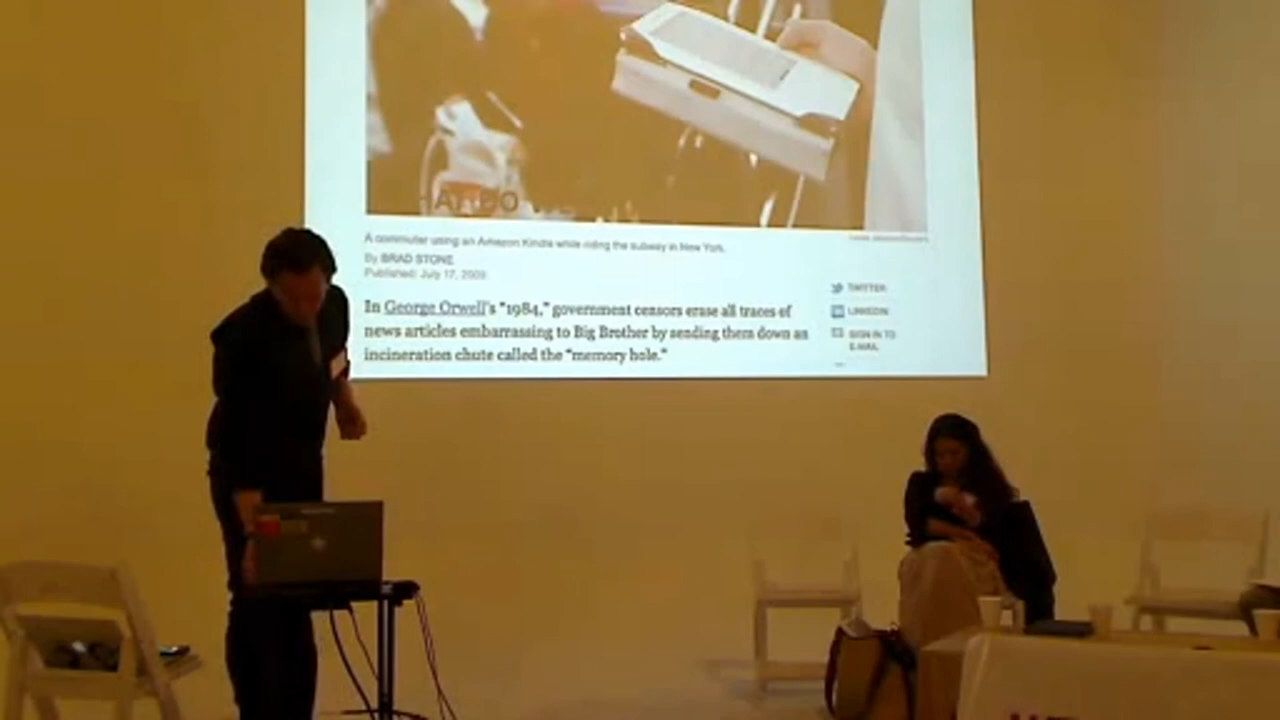 A commuter using an Amazon Kindle while riding the subway in New York.
By BRAD STONE
Published: July 17, 2009
In George Orwell's "1984," government censors erase all traces of
news articles embarrassing to Big Brother by sending them down an
incineration chute called the "memory hole."
TWITTER
LINKEDIN
SIGN IN TO
E-MAIL